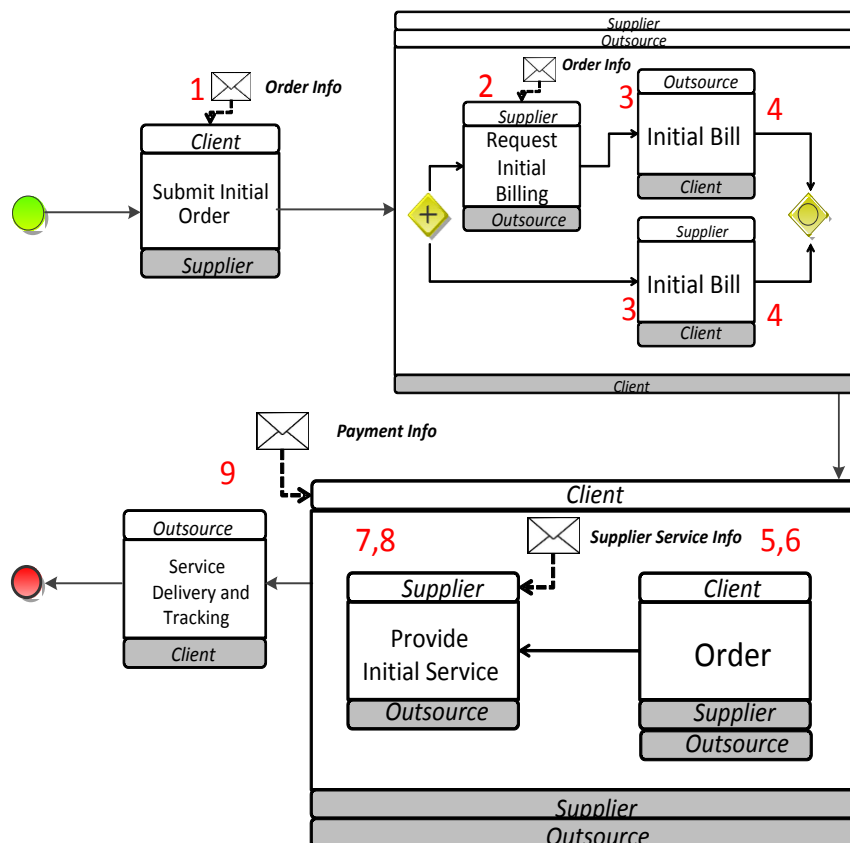 Supplier
Outsource
1
Order Info
Client
Submit Initial
Order
Supplier
2
Order Info
Supplier
Request
Initial
Billing
Outsource
3
Outsource
Initial Bill
Client
4
Supplier
Initial Bill
Client
3
4
Client
Payment Info
9
Outsource
Service
Delivery and
Tracking
Client
Client
7,8
Supplier Service Info
5,6
Supplier
Provide
Initial Service
Outsource
Client
Order
Supplier
Outsource
Supplier
Outsource